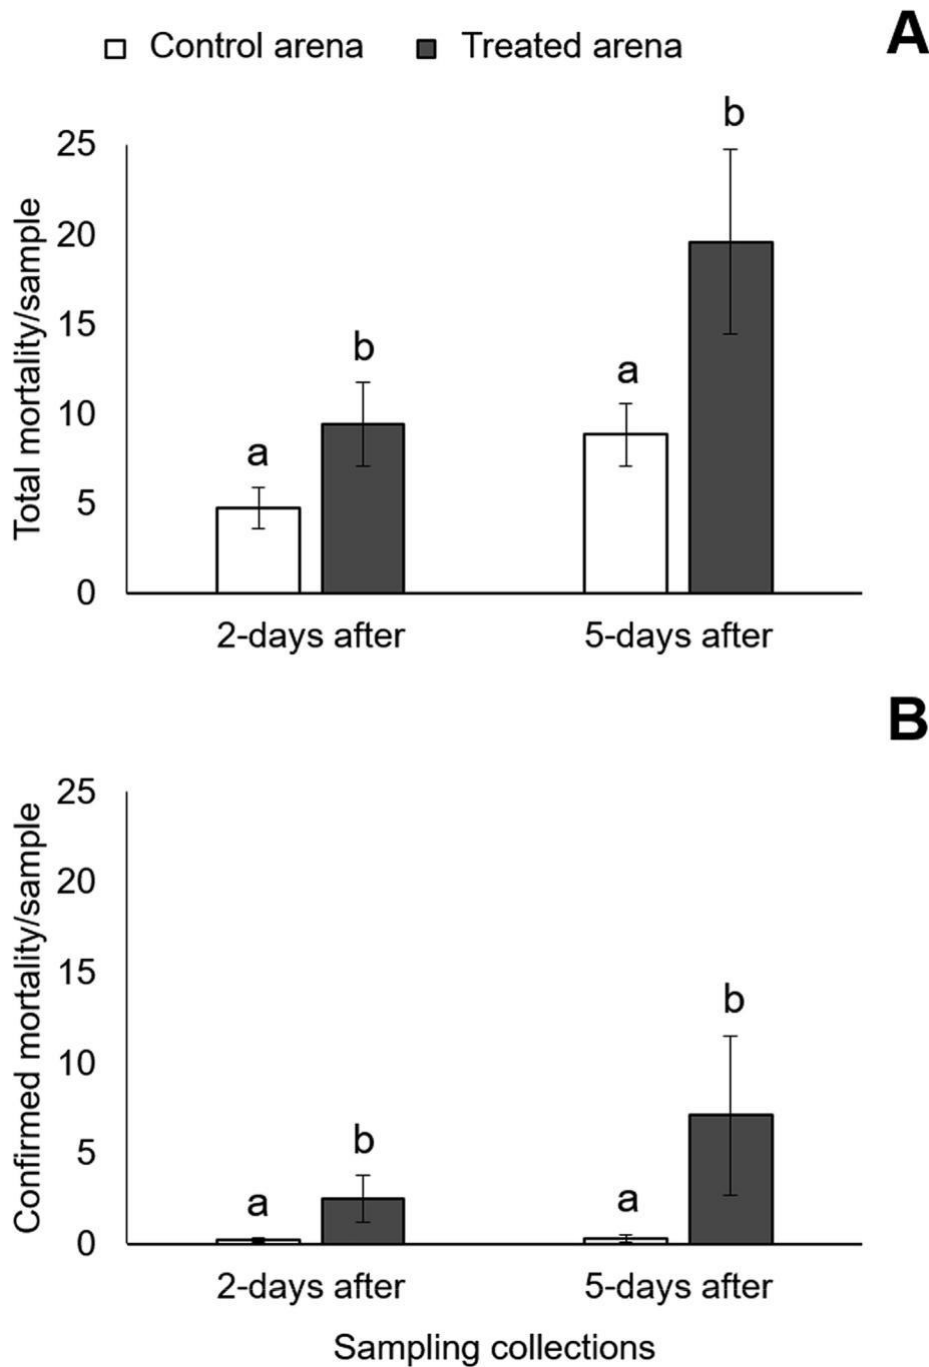 A
Control arena Treated arena
Total mortality/sample
25
20
15
10
5
0
a
b
a
b
2-days after 5-days after
B
Confirmed mortality/sample
25
20
15
10
5
0
a
b
a
b
2-days after 5-days after
Sampling collections